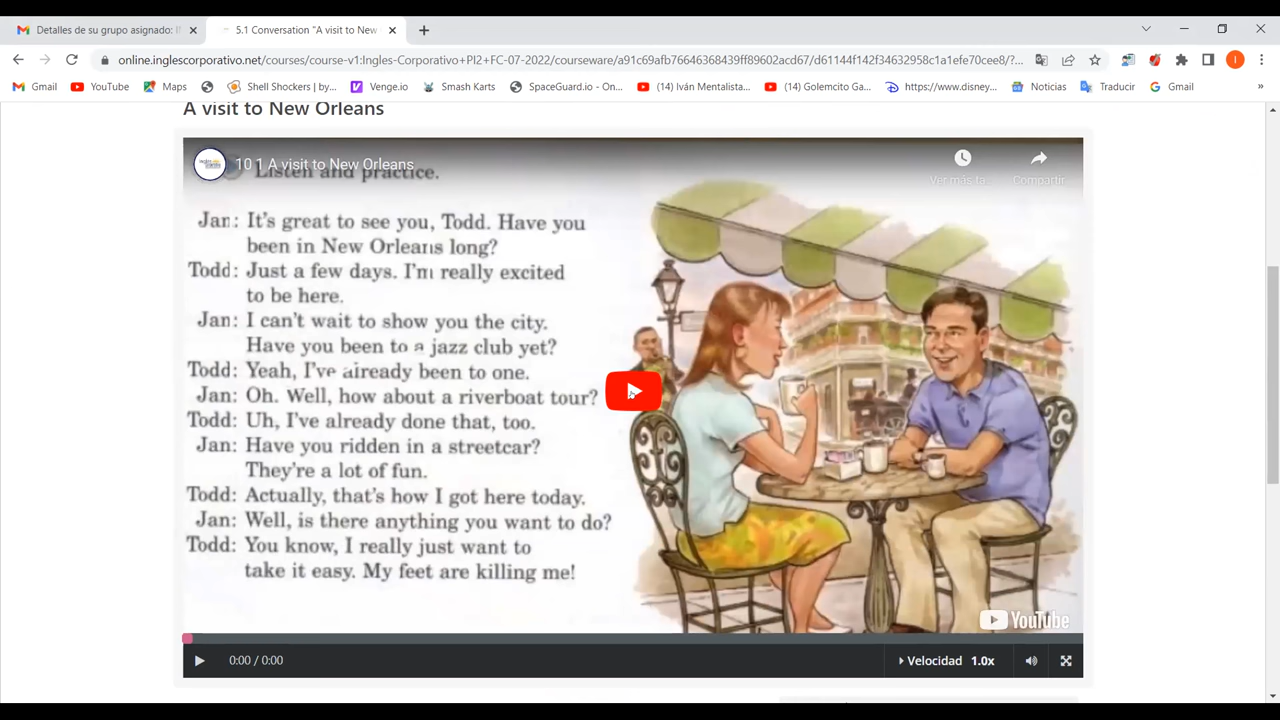 Detalles de su grupo asignado: I
5.1 Conversation "A visit to New
online.inglescorporativo.net/courses/course-v1:Ingles-Corporativo+PI2+FC-07-2022/courseware/a91c69afb76646368439ff89602acd67/d61144f142f34632958c1a1efe70cee8/?...
Gmail YouTube Maps Shell Shockers | by... Venge.io Smash Karts SpaceGuard.io - On... (14) Iván Mentalista... (14) Golemcito Ga... https://www.disney... Noticias Traducir Gmail
A visit to New Orleans
10 1 A visit to New Orleans
Ver más ta... Compartir
Listen and practice.
Jan: It's great to see you, Todd. Have you
been in New Orleans long?
Todd: Just a few days. I'm really excited
to be here.
Jan: I can't wait to show you the city.
Have you been to a jazz club yet?
Todd: Yeah, I've already been to one.
Jan: Oh. Well, how about a riverboat tour?
Todd: Uh, I've already done that, too.
Jan: Have you ridden in a streetcar?
They're a lot of fun.
Todd: Actually, that's how I got here today.
Jan: Well, is there anything you want to do?
Todd: You know, I really just want to
take it easy. My feet are killing me!
YouTube
0:00 / 0:00 Velocidad 1.0x